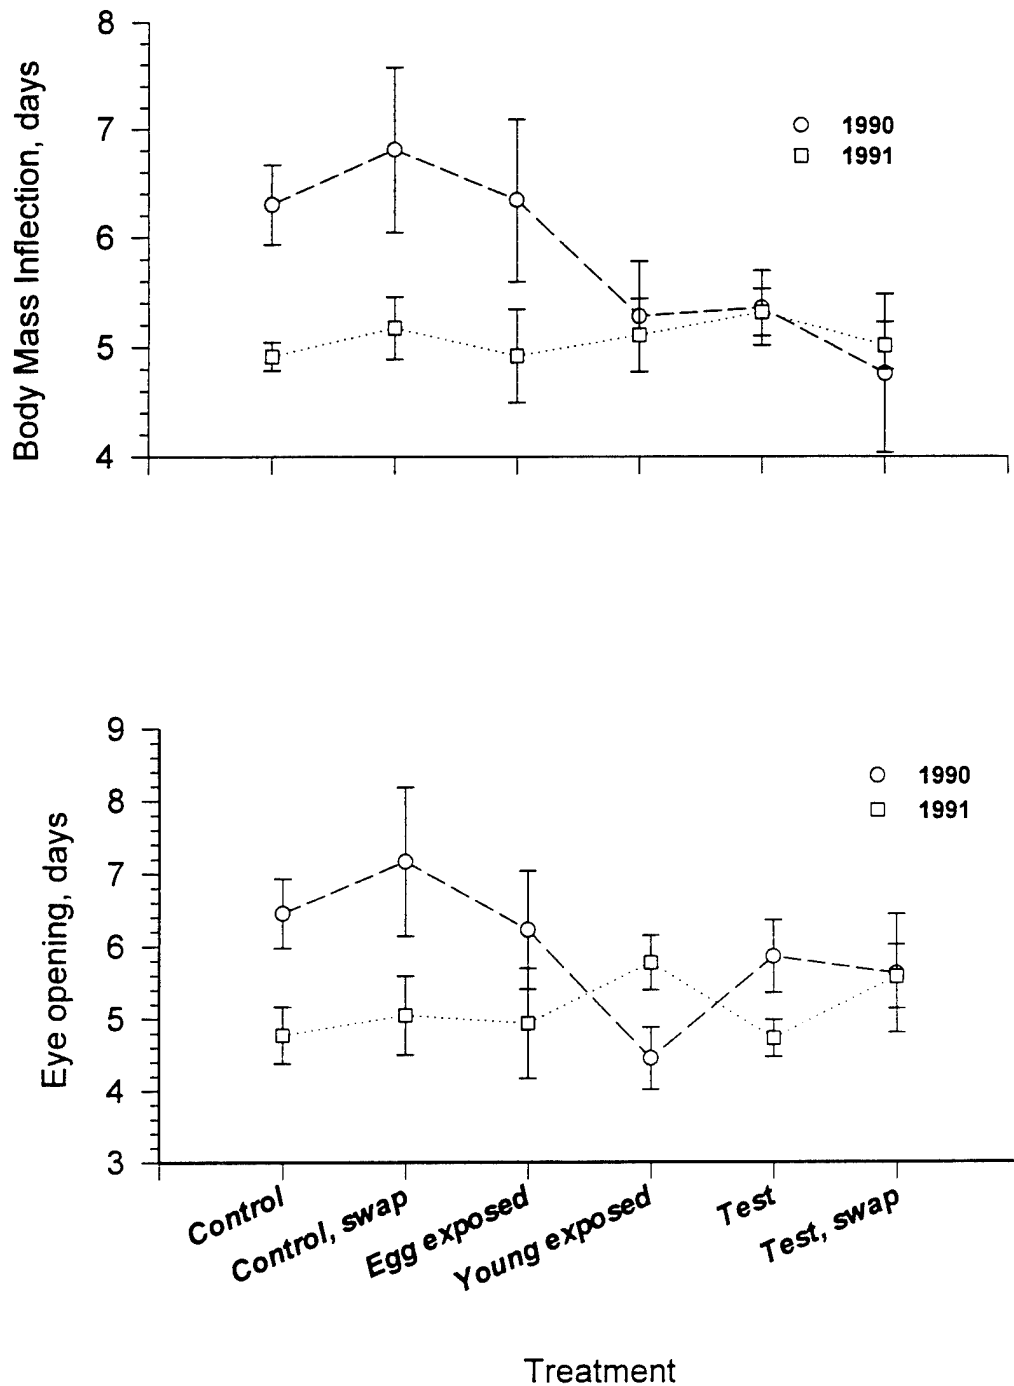 8
7
6
5
4
Body Mass Inflection, days
1990
1991
9
8
7
6
5
4
3
Eye opening, days
1990
1991
Control
Control, swap
Egg exposed
Young exposed
Test
Test, swap
Treatment